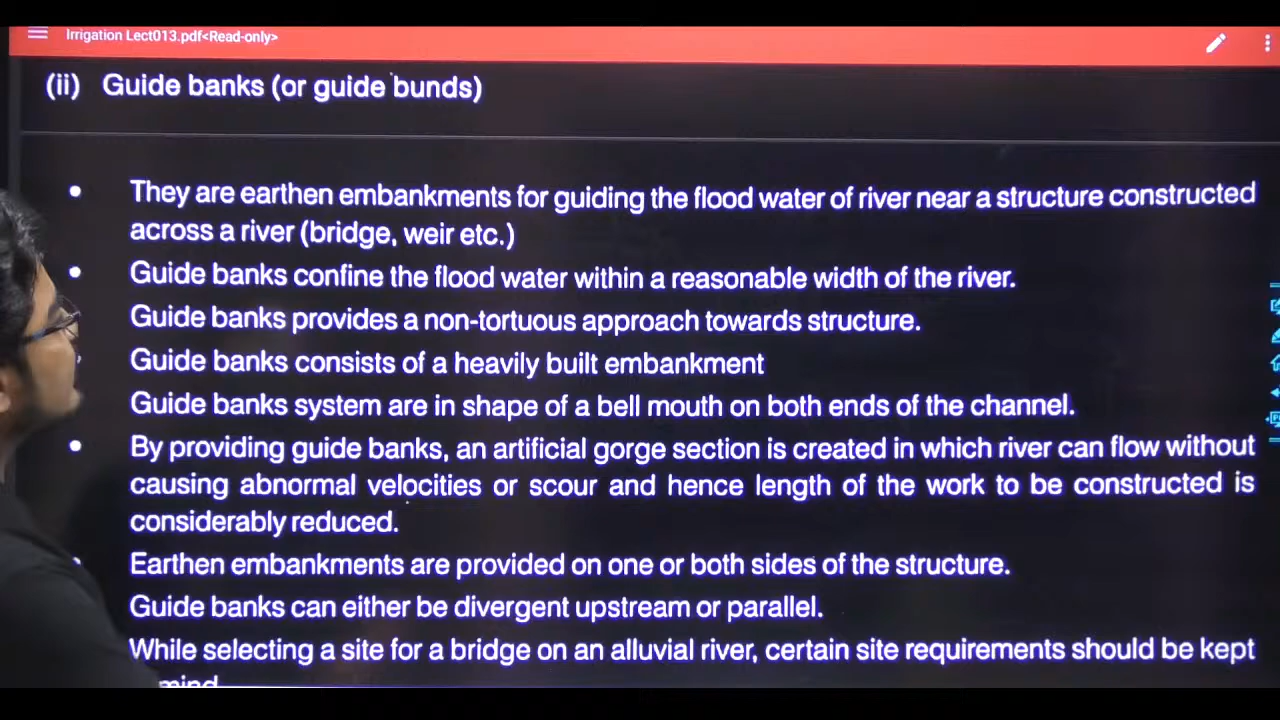 Irrigation Lect013.pdf<Read-only>
(ii) Guide banks (or guide bunds)
• They are earthen embankments for guiding the flood water of river near a structure constructed
across a river (bridge, weir etc.)
• Guide banks confine the flood water within a reasonable width of the river.
Guide banks provides a non-tortuous approach towards structure.
Guide banks consists of a heavily built embankment
Guide banks system are in shape of a bell mouth on both ends of the channel.
• By providing guide banks, an artificial gorge section is created in which river can flow without
causing abnormal velocities or scour and hence length of the work to be constructed is
considerably reduced.
Earthen embankments are provided on one or both sides of the structure.
Guide banks can either be divergent upstream or parallel.
While selecting a site for a bridge on an alluvial river, certain site requirements should be kept
mind